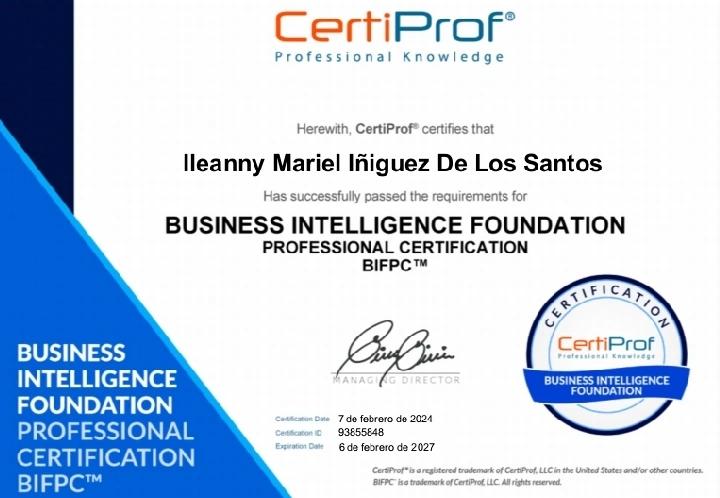 CertiProf®
Professional Knowledge
Herewith, CertiProf® certifies that
Ileanny Mariel Iñiguez De Los Santos
Has successfully passed the requirements for
BUSINESS INTELLIGENCE FOUNDATION
PROFESSIONAL CERTIFICATION
BIFPC™
MANAGING DIRECTOR
Certification Date 7 de febrero de 2024
Certification ID 93855848
Expiration Date 6 de febrero de 2027
BUSINESS
INTELLIGENCE
FOUNDATION
PROFESSIONAL
CERTIFICATION
BIFPC™
CERTIFICATION
CertiProf
Professional Knowledge
BUSINESS INTELLIGENCE
FOUNDATION
CertiProf® is a registered trademark of CertiProf, LLC in the United States and/or other countries.
BIFPC™ is a trademark of CertiProf, LLC. All rights reserved.